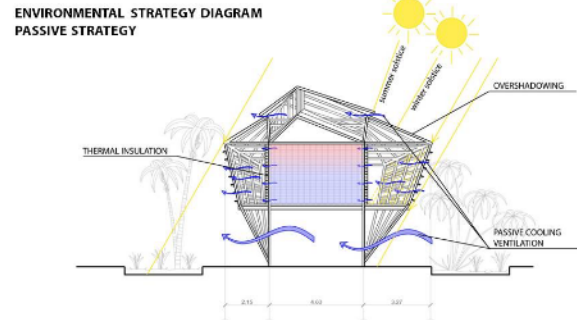 ENVIRONMENTAL STRATEGY DIAGRAM
PASSIVE STRATEGY
summer solstice
winter solstice
OVERSHADOWING
THERMAL INSULATION
PASSIVE COOLING
VENTILATION